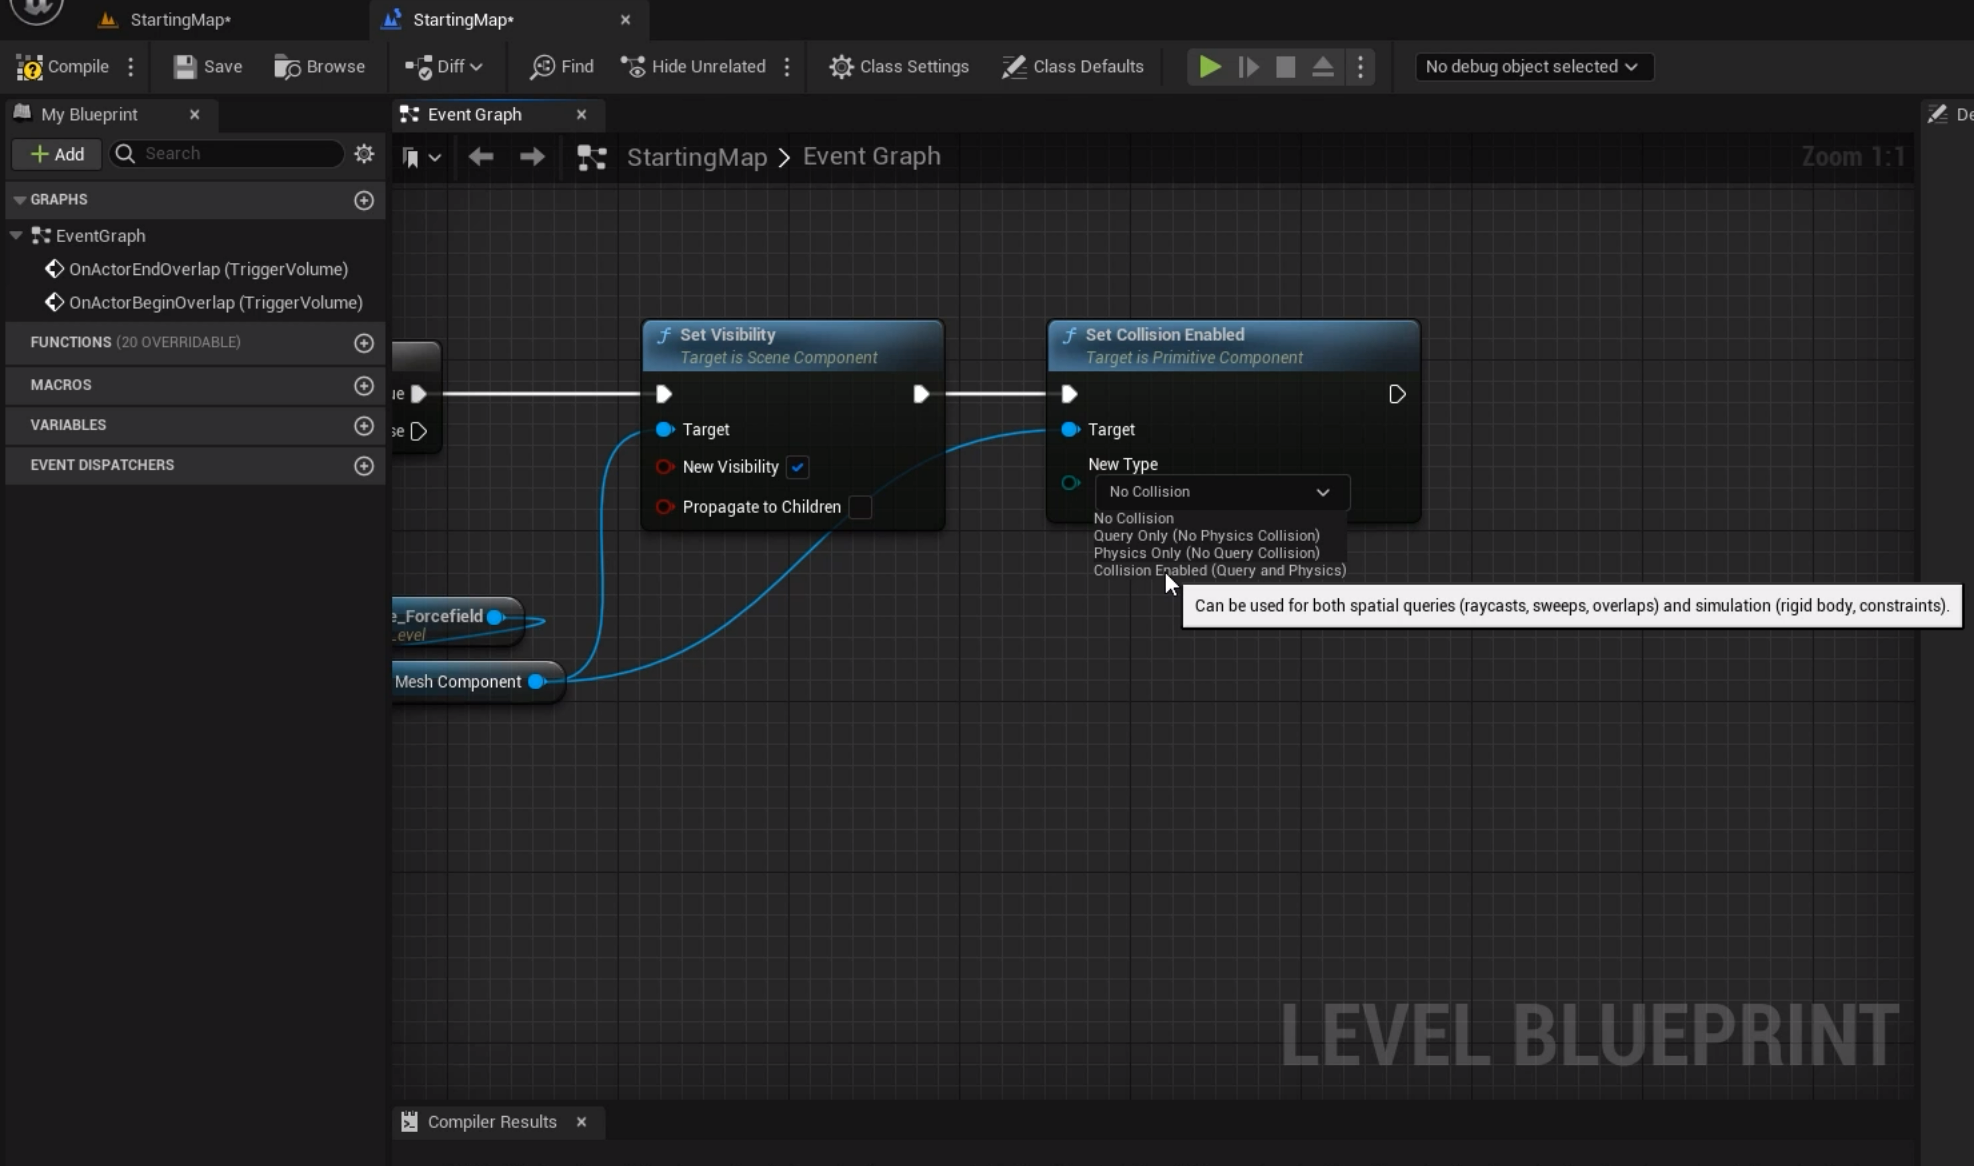 StartingMap*
StartingMap*
Compile
Save
Browse
Diff
Find
Hide Unrelated
Class Settings
Class Defaults
No debug object selected
My Blueprint
Event Graph
De
Add
Search
StartingMap > Event Graph
Zoom 1:1
GRAPHS
EventGraph
OnActorEndOverlap (TriggerVolume)
OnActorBeginOverlap (TriggerVolume)
FUNCTIONS (20 OVERRIDABLE)
MACROS
VARIABLES
EVENT DISPATCHERS
ue
se
Set Visibility
Target is Scene Component
Target
New Visibility
Propagate to Children
Set Collision Enabled
Target is Primitive Component
Target
New Type
No Collision
No Collision
Query Only (No Physics Collision)
Physics Only (No Query Collision)
Collision Enabled (Query and Physics)
Can be used for both spatial queries (raycasts, sweeps, overlaps) and simulation (rigid body, constraints).
e_Forcefield
Level
Mesh Component
LEVEL BLUEPRINT
Compiler Results